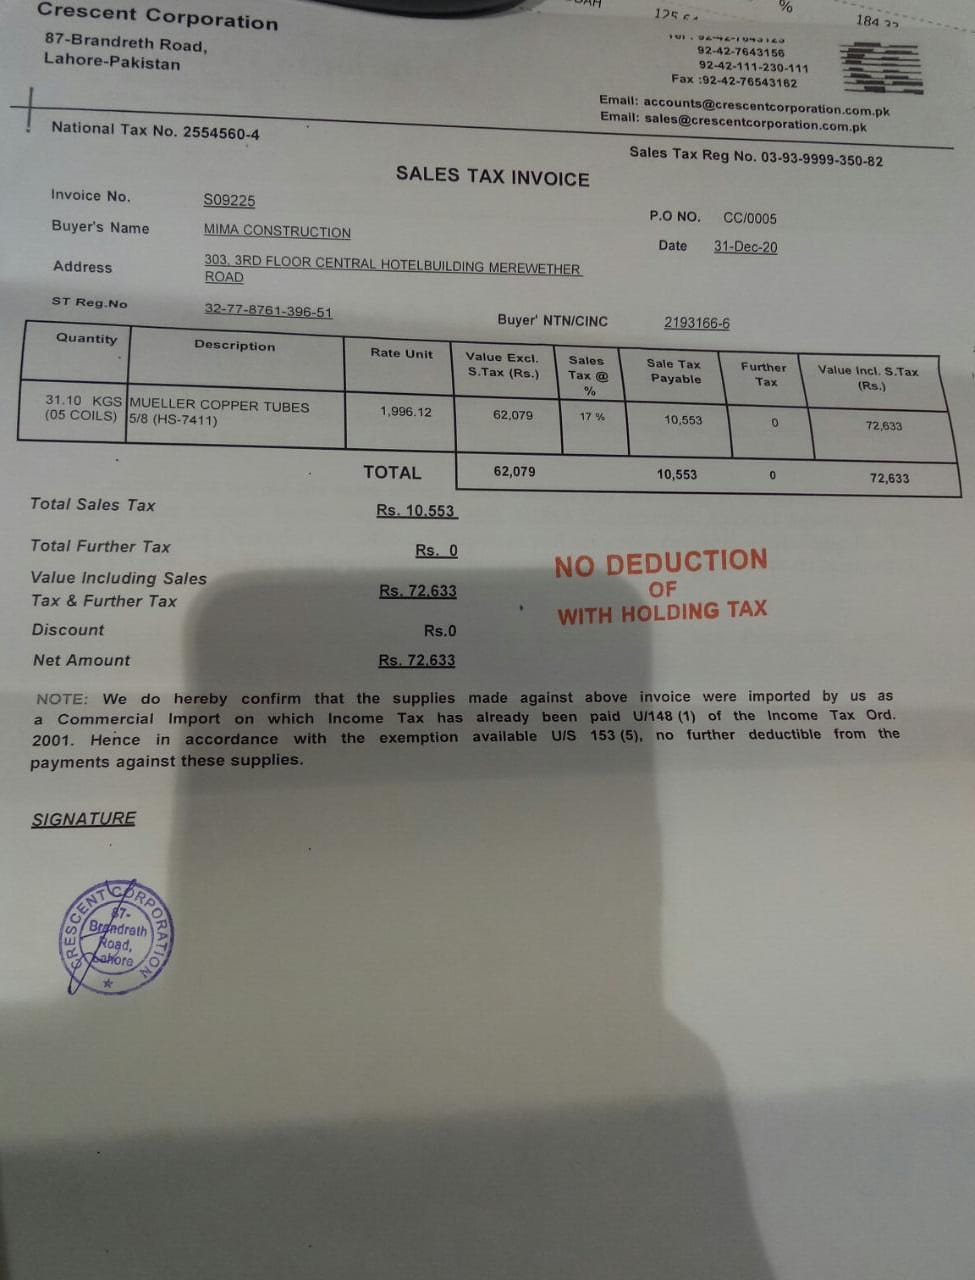 %
Crescent Corporation
87-Brandreth Road,
Lahore-Pakistan
92-42-7643156
92-42-111-230-111
Fax :92-42-76543162
Email: accounts@crescentcorporation.com.pk
Email: sales@crescentcorporation.com.pk
National Tax No. 2554560-4
Sales Tax Reg No. 03-93-9999-350-82
SALES TAX INVOICE
Invoice No. S09225
P.O NO. CC/0005
Buyer's Name MIMA CONSTRUCTION
Date 31-Dec-20
Address 303, 3RD FLOOR CENTRAL HOTELBUILDING MEREWETHER
ROAD
ST Reg.No 32-77-8761-396-51
Buyer' NTN/CINC 2193166-6
Quantity Description Rate Unit Value Excl. S.Tax (Rs.) Sales Tax @ % Sale Tax Payable Further Tax Value Incl. S.Tax (Rs.)
31.10 KGS MUELLER COPPER TUBES 1,996.12 62,079 17 % 10,553 0 72,633
(05 COILS) 5/8 (HS-7411)
TOTAL 62,079 10,553 0 72,633
Total Sales Tax Rs. 10,553
Total Further Tax Rs. 0
Value Including Sales
Tax & Further Tax Rs. 72,633
Discount Rs.0
Net Amount Rs. 72,633
NO DEDUCTION
OF
WITH HOLDING TAX
NOTE: We do hereby confirm that the supplies made against above invoice were imported by us as
a Commercial Import on which Income Tax has already been paid U/148 (1) of the Income Tax Ord.
2001. Hence in accordance with the exemption available U/S 153 (5), no further deductible from the
payments against these supplies.
SIGNATURE
CRESCENT CORPORATION
87-
Brandreth
Road,
Lahore